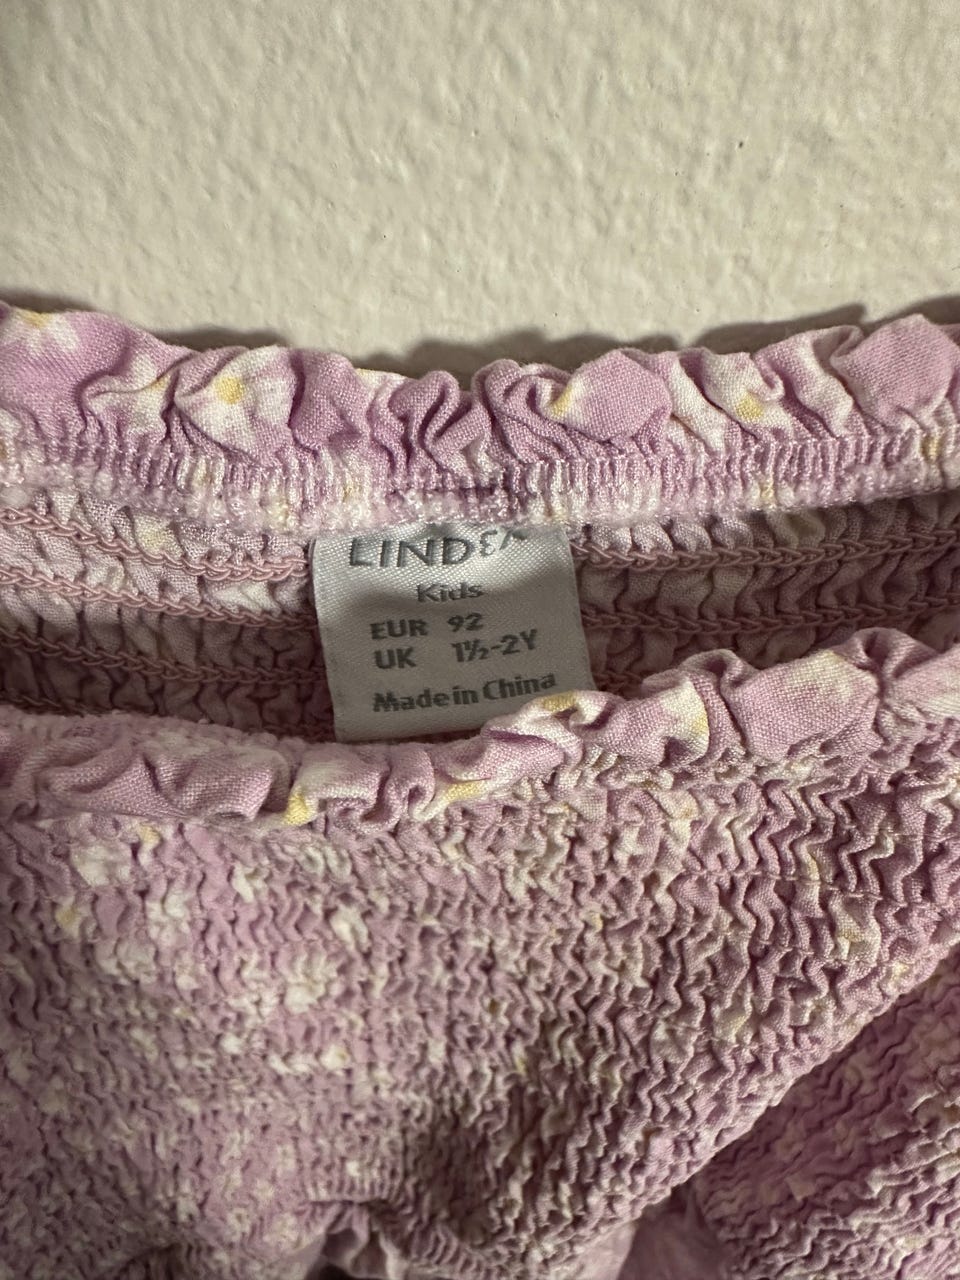 LINDEX
Kids
EUR 92
UK 1½-2Y
Made in China